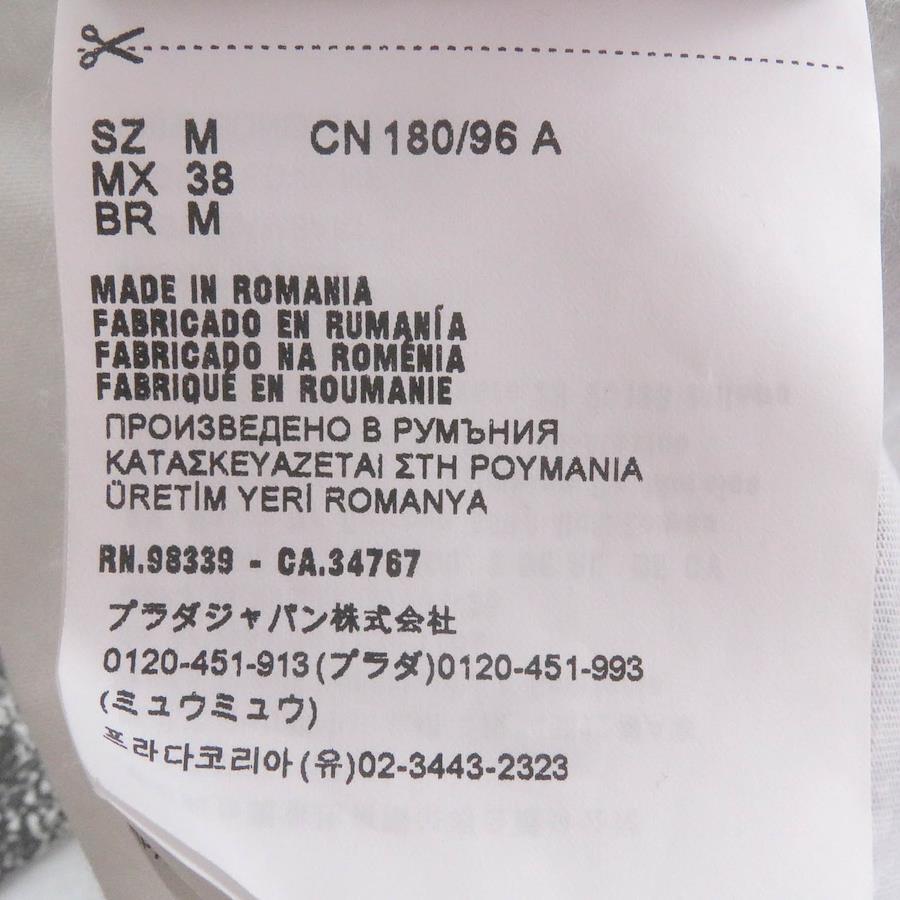 SZ M CN 180/96 A
MX 38
BR M
MADE IN ROMANIA
FABRICADO EN RUMANÍA
FABRICADO NA ROMÊNIA
FABRIQUÉ EN ROUMANIE
ПРОИЗВЕДЕНО В РУМЪНИЯ
ΚΑΤΑΣΚΕΥΑΖΕΤΑΙ ΣΤΗ ΡΟΥΜΑΝΙΑ
ÜRETİM YERİ ROMANYA
RN.98339 - CA.34767
プラダジャパン株式会社
0120-451-913(プラダ)0120-451-993
(ミュウミュウ)
프라다코리아(유)02-3443-2323